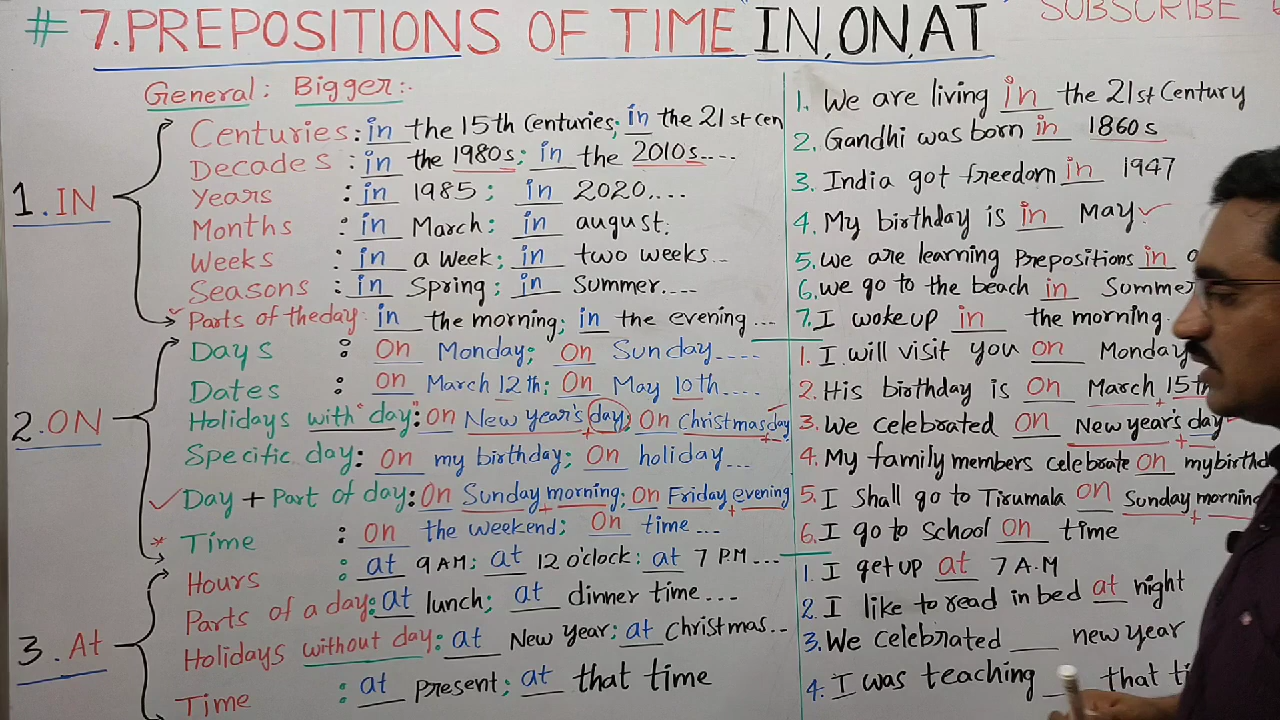 # 7. PREPOSITIONS OF TIME IN, ON, AT
SUBSCRIBE
General: Bigger:-
1. IN
Centuries: in the 15th Centuries; in the 21st cen
Decades : in the 1980s; in the 2010s....
Years : in 1985; in 2020....
Months : in March: in august.
Weeks : in a week; in two weeks..
Seasons : in Spring; in Summer....
Parts of the day: in the morning; in the evening...
2. ON
Days : On Monday; On Sunday....
Dates : On March 12th; On May 10th....
Holidays with "day": On New year's day; On Christmas day
Specific day: On my birthday; On holiday...
✓ Day + Part of day: On Sunday morning; On Friday evening
* Time : on the weekend; On time...
3. At
Hours : at 9 AM; at 12 o'clock: at 7 P.M...
Parts of a day: at lunch; at dinner time...
Holidays without day: at New year; at Christmas..
Time : at present; at that time
1. We are living in the 21st Century
2. Gandhi was born in 1860s
3. India got freedom in 1947
4. My birthday is in May ✓
5. we are learning Prepositions in
6. we go to the beach in Summer
7. I woke up in the morning.
1. I will visit you on Monday
2. His birthday is On March 15th
3. We celebrated on New year's day
4. My family members celebrate on my birthd
5. I Shall go to Tirumala on Sunday morning
6. I go to School on time
1. I get up at 7 A.M
2. I like to read in bed at night
3. We celebrated ___ new year
4. I was teaching ___ that ti